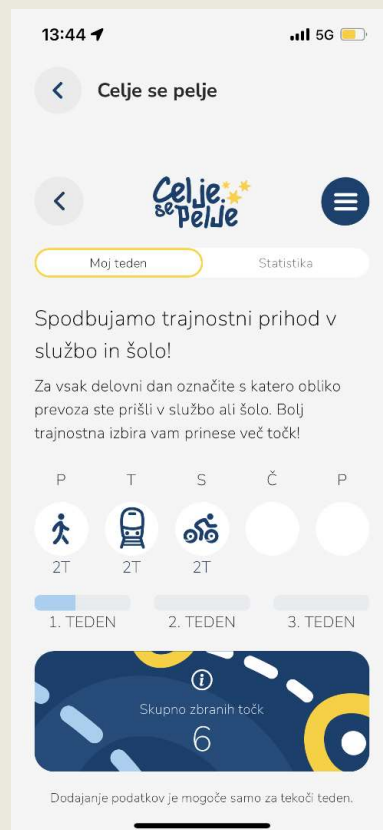 13:44
5G
Celje se pelje
Celje
se pelje
Moj teden
Statistika
Spodbujamo trajnostni prihod v
službo in šolo!
Za vsak delovni dan označite s katero obliko
prevoza ste prišli v službo ali šolo. Bolj
trajnostna izbira vam prinese več točk!
P T S Č P
2T 2T 2T
1. TEDEN 2. TEDEN 3. TEDEN
Skupno zbranih točk
6
Dodajanje podatkov je mogoče samo za tekoči teden.